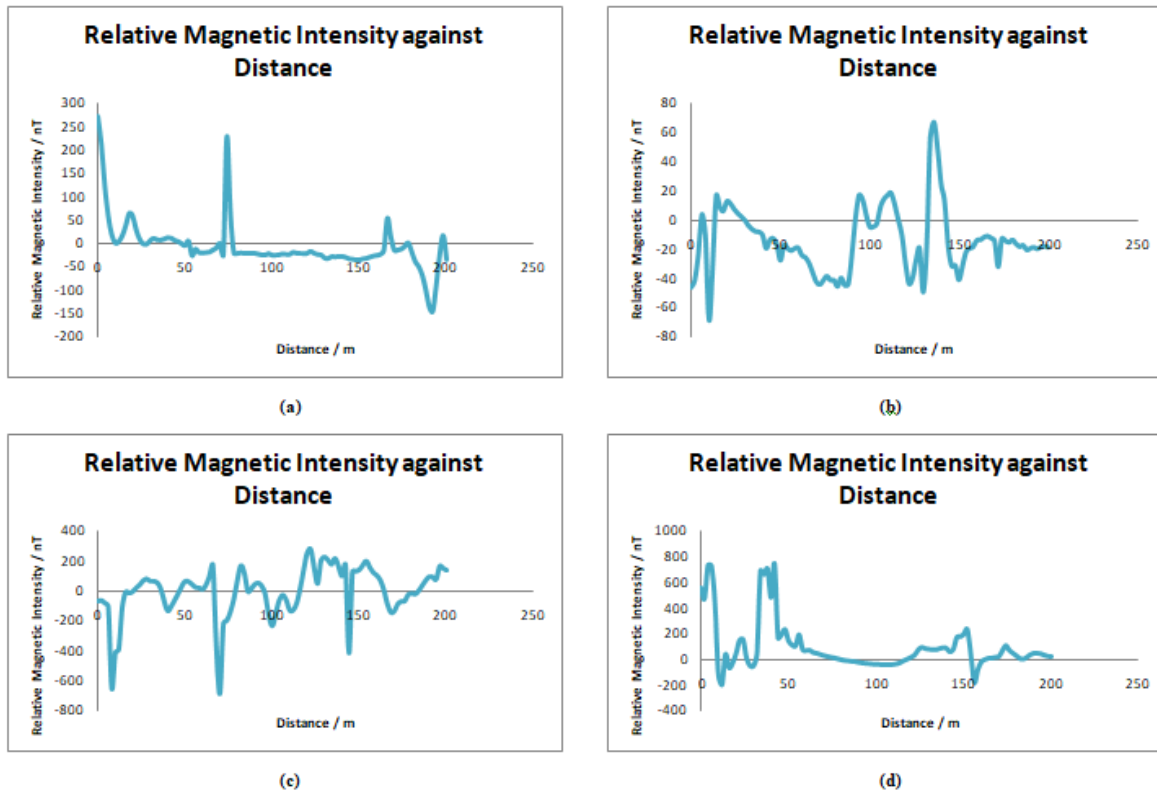 Relative Magnetic Intensity against
Distance
Relative Magnetic Intensity / nT
300
250
200
150
100
50
0
-50
-100
-150
-200
0
50
100
150
200
250
Distance / m
(a)
Relative Magnetic Intensity against
Distance
Relative Magnetic Intensity / nT
80
60
40
20
0
-20
-40
-60
-80
0
50
100
150
200
250
Distance / m
(b)
Relative Magnetic Intensity against
Distance
Relative Magnetic Intensity / nT
400
200
0
-200
-400
-600
-800
0
50
100
150
200
250
Distance / m
(c)
Relative Magnetic Intensity against
Distance
Relative Magnetic Intensity / nT
1000
800
600
400
200
0
-200
-400
0
50
100
150
200
250
Distance / m
(d)